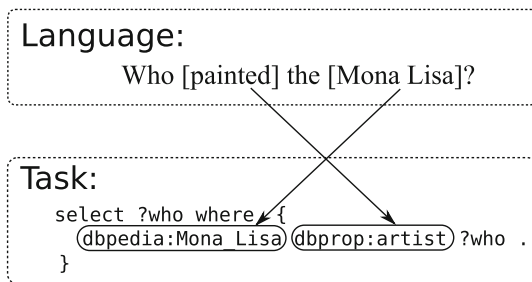 Language:
Who [painted] the [Mona Lisa]?
Task:
select ?who where {
dbpedia:Mona_Lisa dbprop:artist ?who .
}